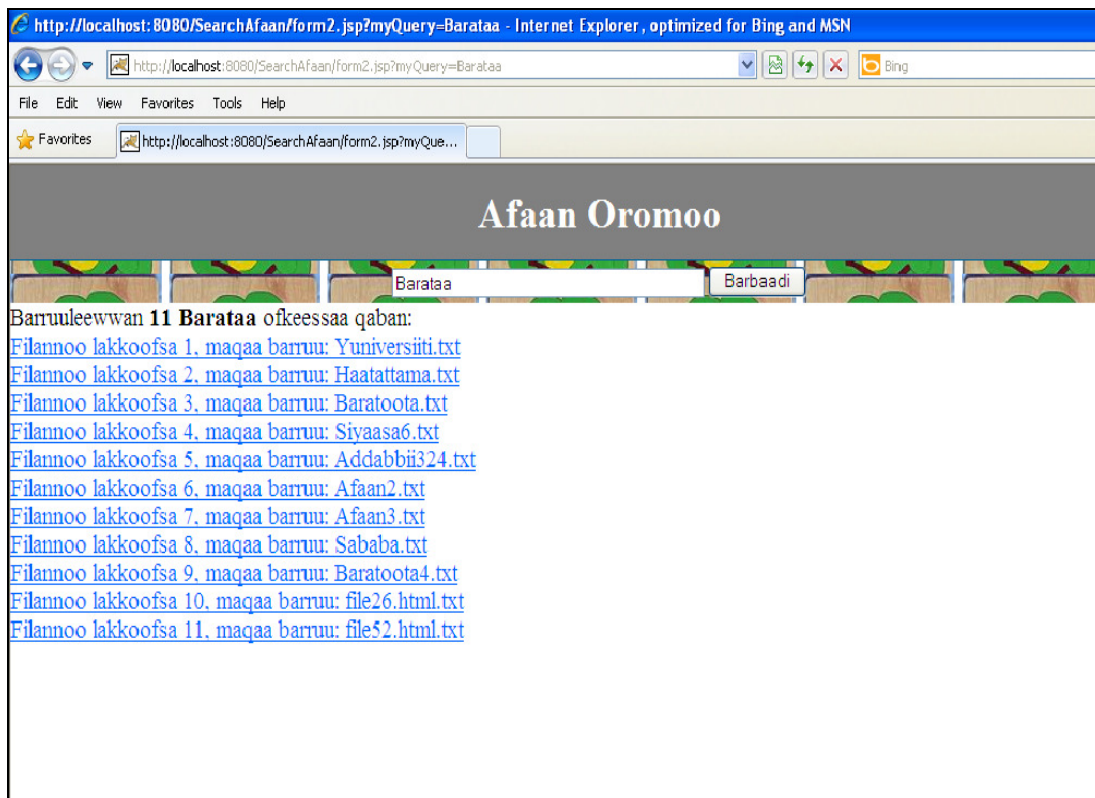 http://localhost:8080/SearchAfaan/form2.jsp?myQuery=Barataa - Internet Explorer, optimized for Bing and MSN
http://localhost:8080/SearchAfaan/form2.jsp?myQuery=Barataa Bing
File Edit View Favorites Tools Help
Favorites http://localhost:8080/SearchAfaan/form2.jsp?myQue...
Afaan Oromoo
Barataa Barbaadi
Barruuleewwan 11 Barataa ofkeessaa qaban:
Filannoo lakkoofsa 1, maqaa barruu: Yuniversiiti.txt
Filannoo lakkoofsa 2, maqaa barruu: Haatattama.txt
Filannoo lakkoofsa 3, maqaa barruu: Baratoota.txt
Filannoo lakkoofsa 4, maqaa barruu: Siyaasa6.txt
Filannoo lakkoofsa 5, maqaa barruu: Addabbii324.txt
Filannoo lakkoofsa 6, maqaa barruu: Afaan2.txt
Filannoo lakkoofsa 7, maqaa barruu: Afaan3.txt
Filannoo lakkoofsa 8, maqaa barruu: Sababa.txt
Filannoo lakkoofsa 9, maqaa barruu: Baratoota4.txt
Filannoo lakkoofsa 10, maqaa barruu: file26.html.txt
Filannoo lakkoofsa 11, maqaa barruu: file52.html.txt